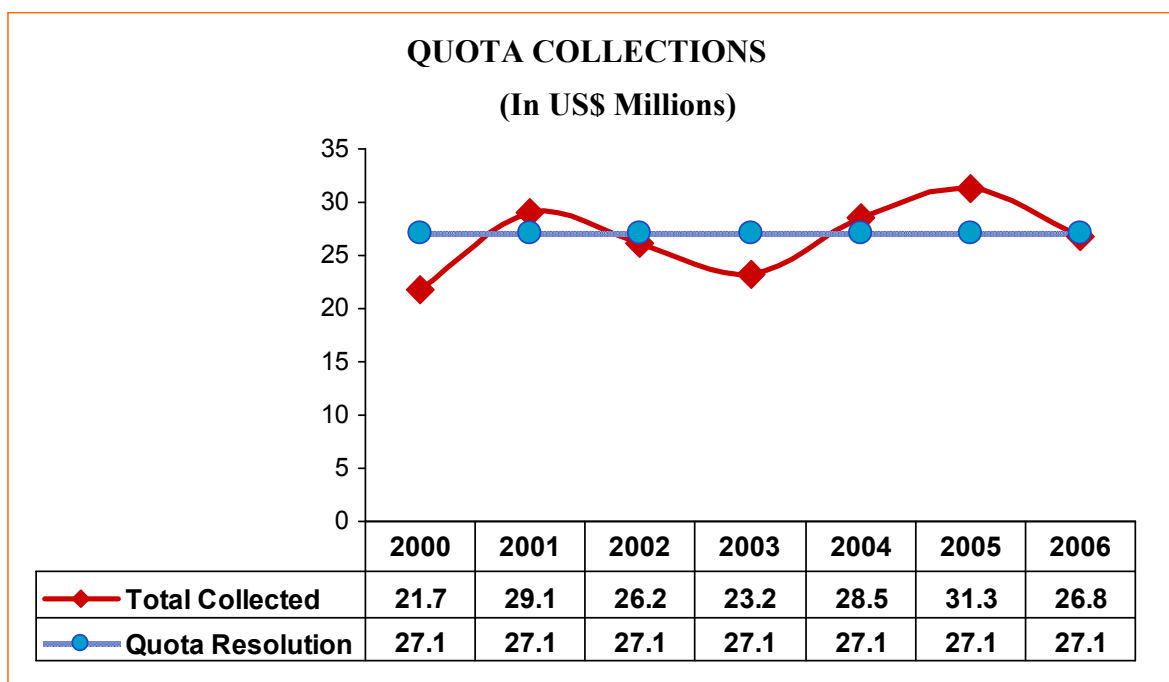 QUOTA COLLECTIONS
(In US$ Millions)
35
30
25
20
15
10
5
0
2000 2001 2002 2003 2004 2005 2006
Total Collected 21.7 29.1 26.2 23.2 28.5 31.3 26.8
Quota Resolution 27.1 27.1 27.1 27.1 27.1 27.1 27.1